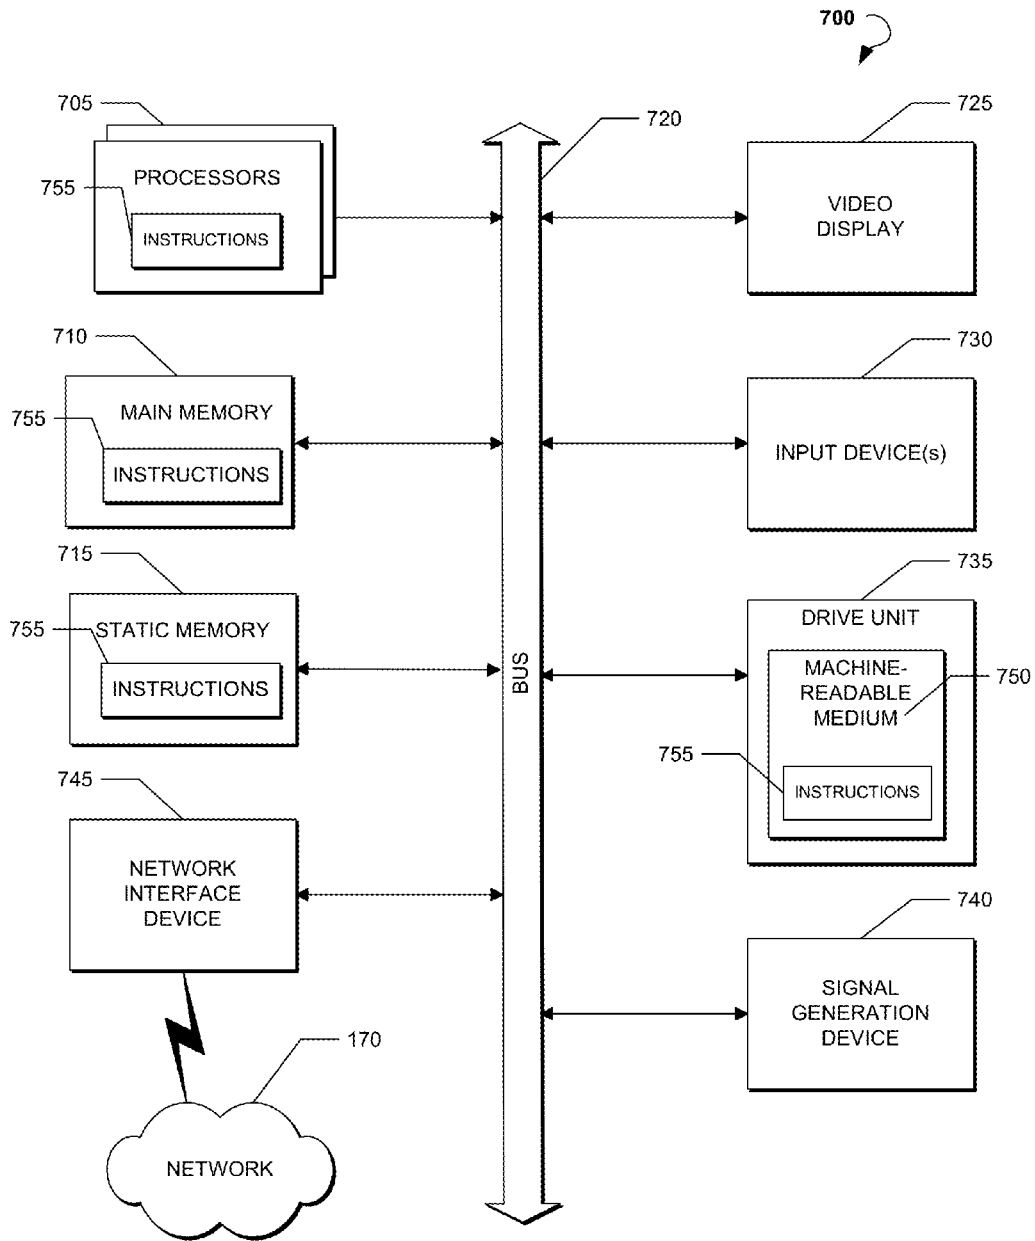 700
705
PROCESSORS
755
INSTRUCTIONS
720
725
VIDEO
DISPLAY
710
MAIN MEMORY
755
INSTRUCTIONS
730
INPUT DEVICE(s)
715
STATIC MEMORY
755
INSTRUCTIONS
BUS
735
DRIVE UNIT
MACHINE-
READABLE
MEDIUM
750
755
INSTRUCTIONS
745
NETWORK
INTERFACE
DEVICE
740
SIGNAL
GENERATION
DEVICE
170
NETWORK